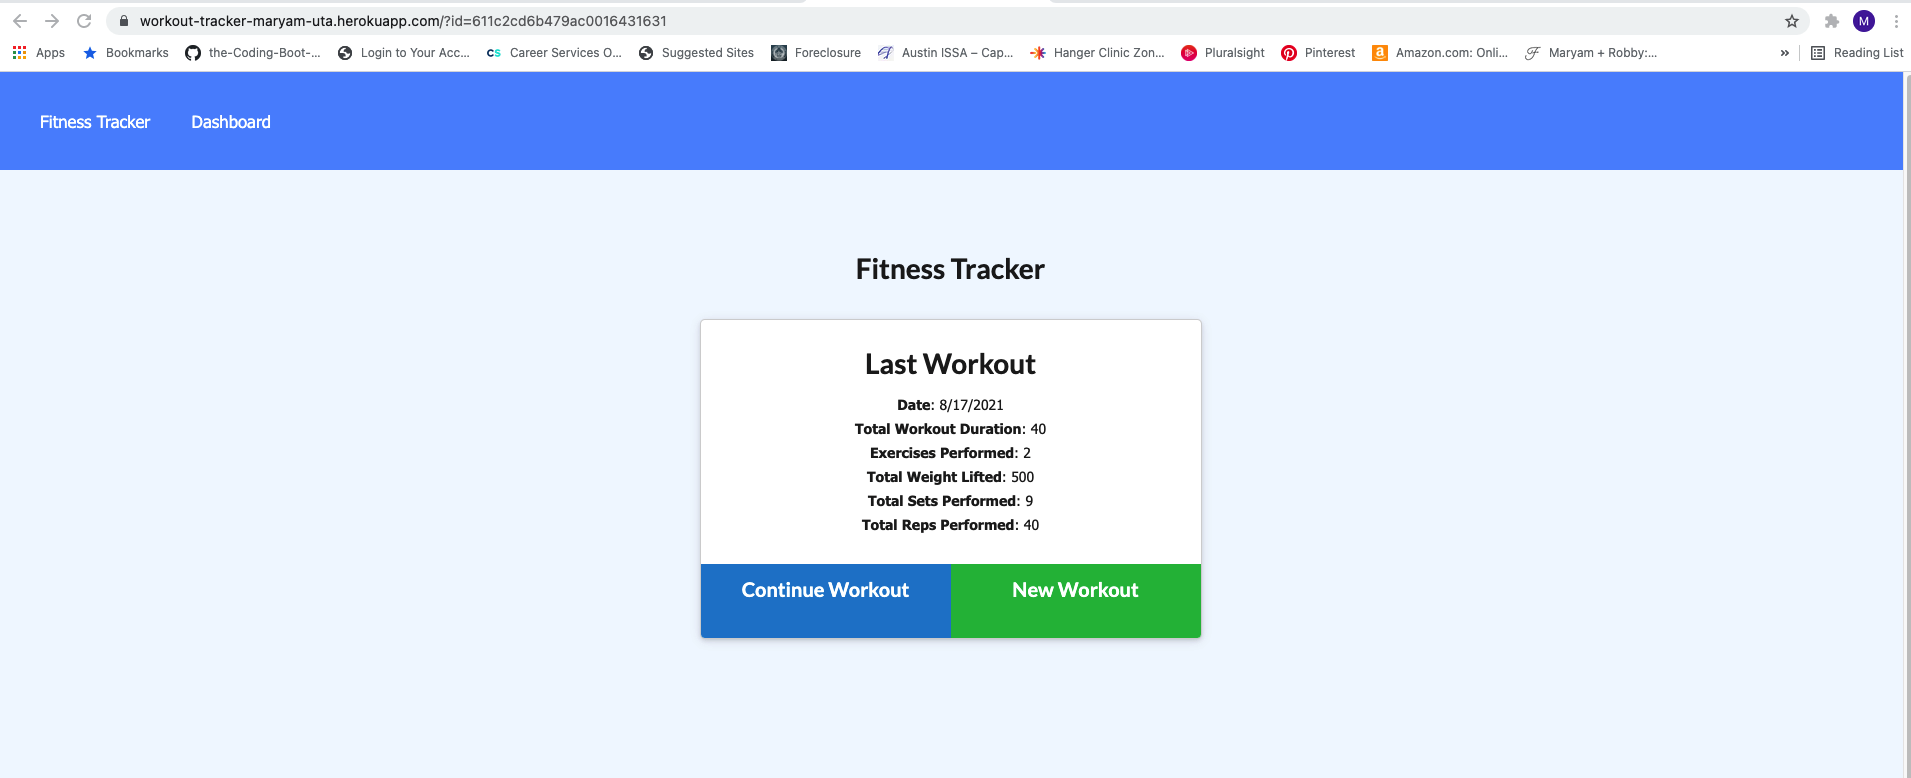 workout-tracker-maryam-uta.herokuapp.com/?id=611c2cd6b479ac0016431631
M
Apps Bookmarks the-Coding-Boot-... Login to Your Acc... CS Career Services O... Suggested Sites Foreclosure Austin ISSA – Cap... Hanger Clinic Zon... Pluralsight Pinterest Amazon.com: Onli... Maryam + Robby:... » Reading List
Fitness Tracker Dashboard
Fitness Tracker
Last Workout
Date: 8/17/2021
Total Workout Duration: 40
Exercises Performed: 2
Total Weight Lifted: 500
Total Sets Performed: 9
Total Reps Performed: 40
Continue Workout New Workout